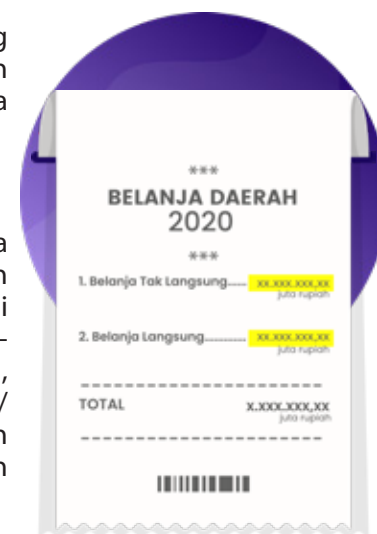 g
n
a
a
n
i
–
,
/
n
n
***
BELANJA DAERAH
2020
***
1. Belanja Tak Langsung...... xx.xxx.xxx,xx
juta rupiah
2. Belanja Langsung............. xx.xxx.xxx,xx
juta rupiah
TOTAL x.xxx.xxx,xx
juta rupiah